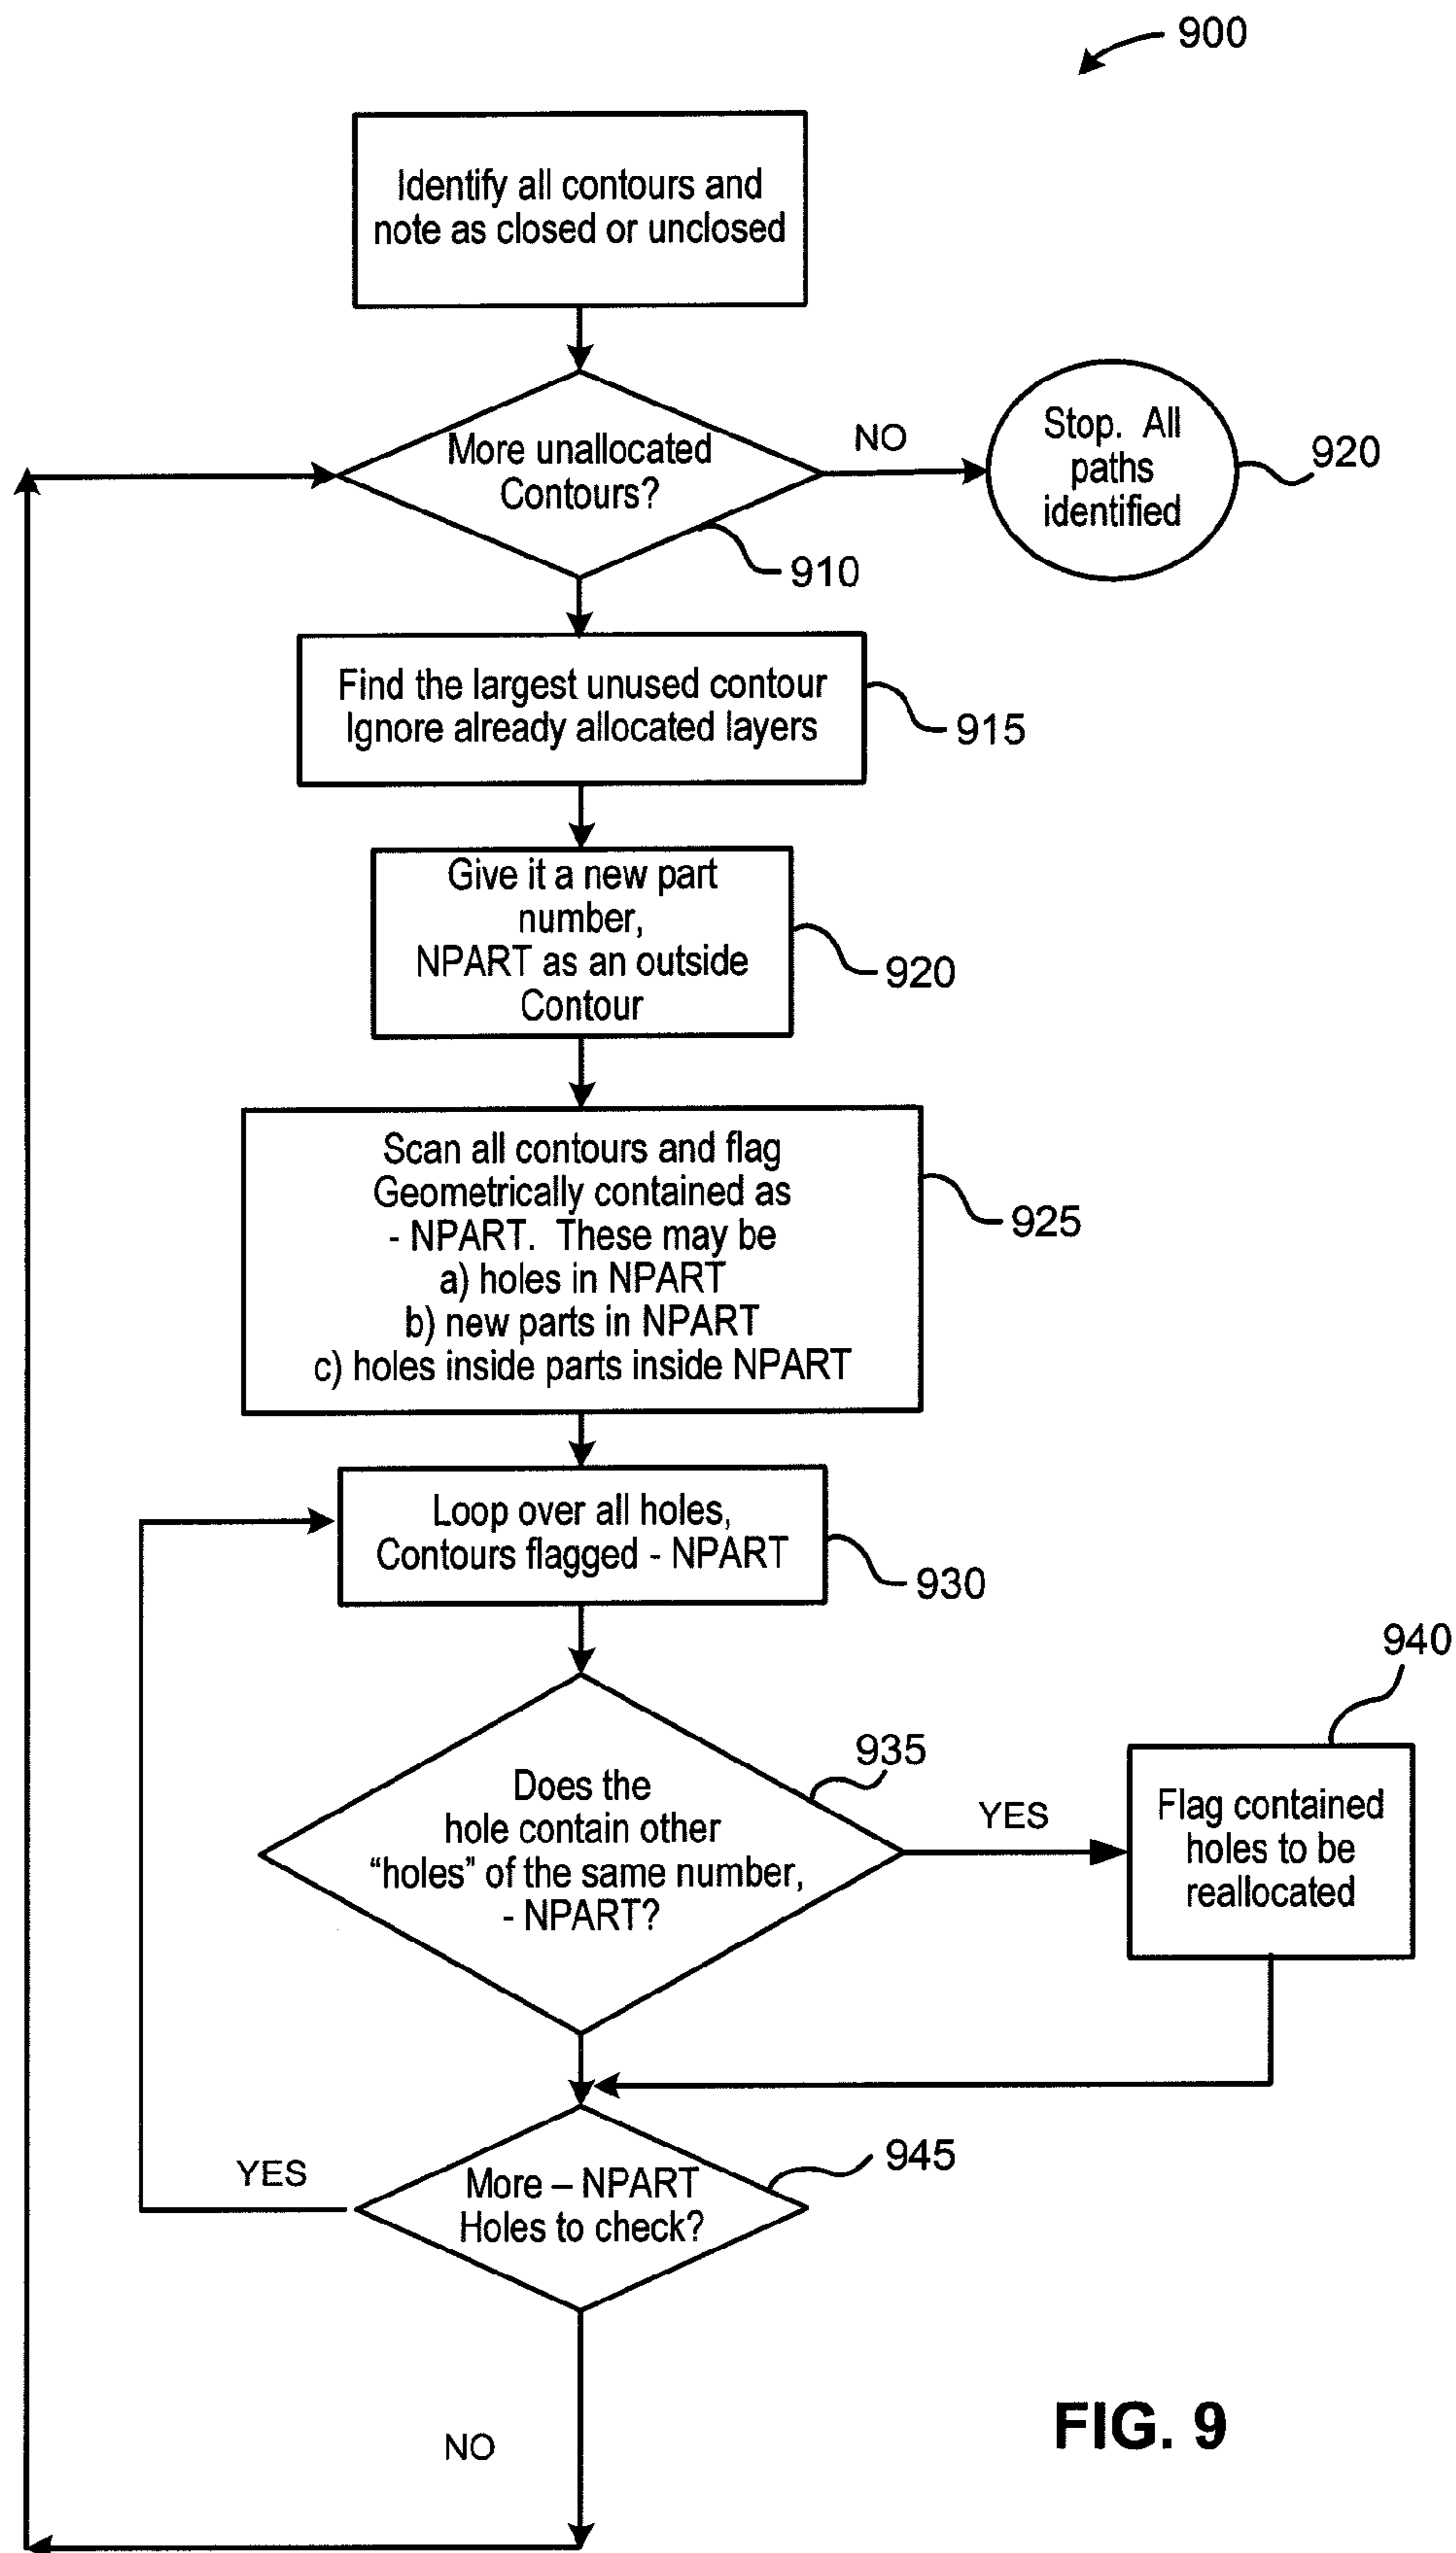 900
Identify all contours and
note as closed or unclosed
More unallocated
Contours?
NO
Stop. All
paths
identified
920
910
Find the largest unused contour
Ignore already allocated layers
915
Give it a new part
number,
NPART as an outside
Contour
920
Scan all contours and flag
Geometrically contained as
- NPART. These may be
a) holes in NPART
b) new parts in NPART
c) holes inside parts inside NPART
925
Loop over all holes,
Contours flagged - NPART
930
Does the
hole contain other
“holes” of the same number,
- NPART?
935
YES
940
Flag contained
holes to be
reallocated
More – NPART
Holes to check?
945
YES
NO
FIG. 9